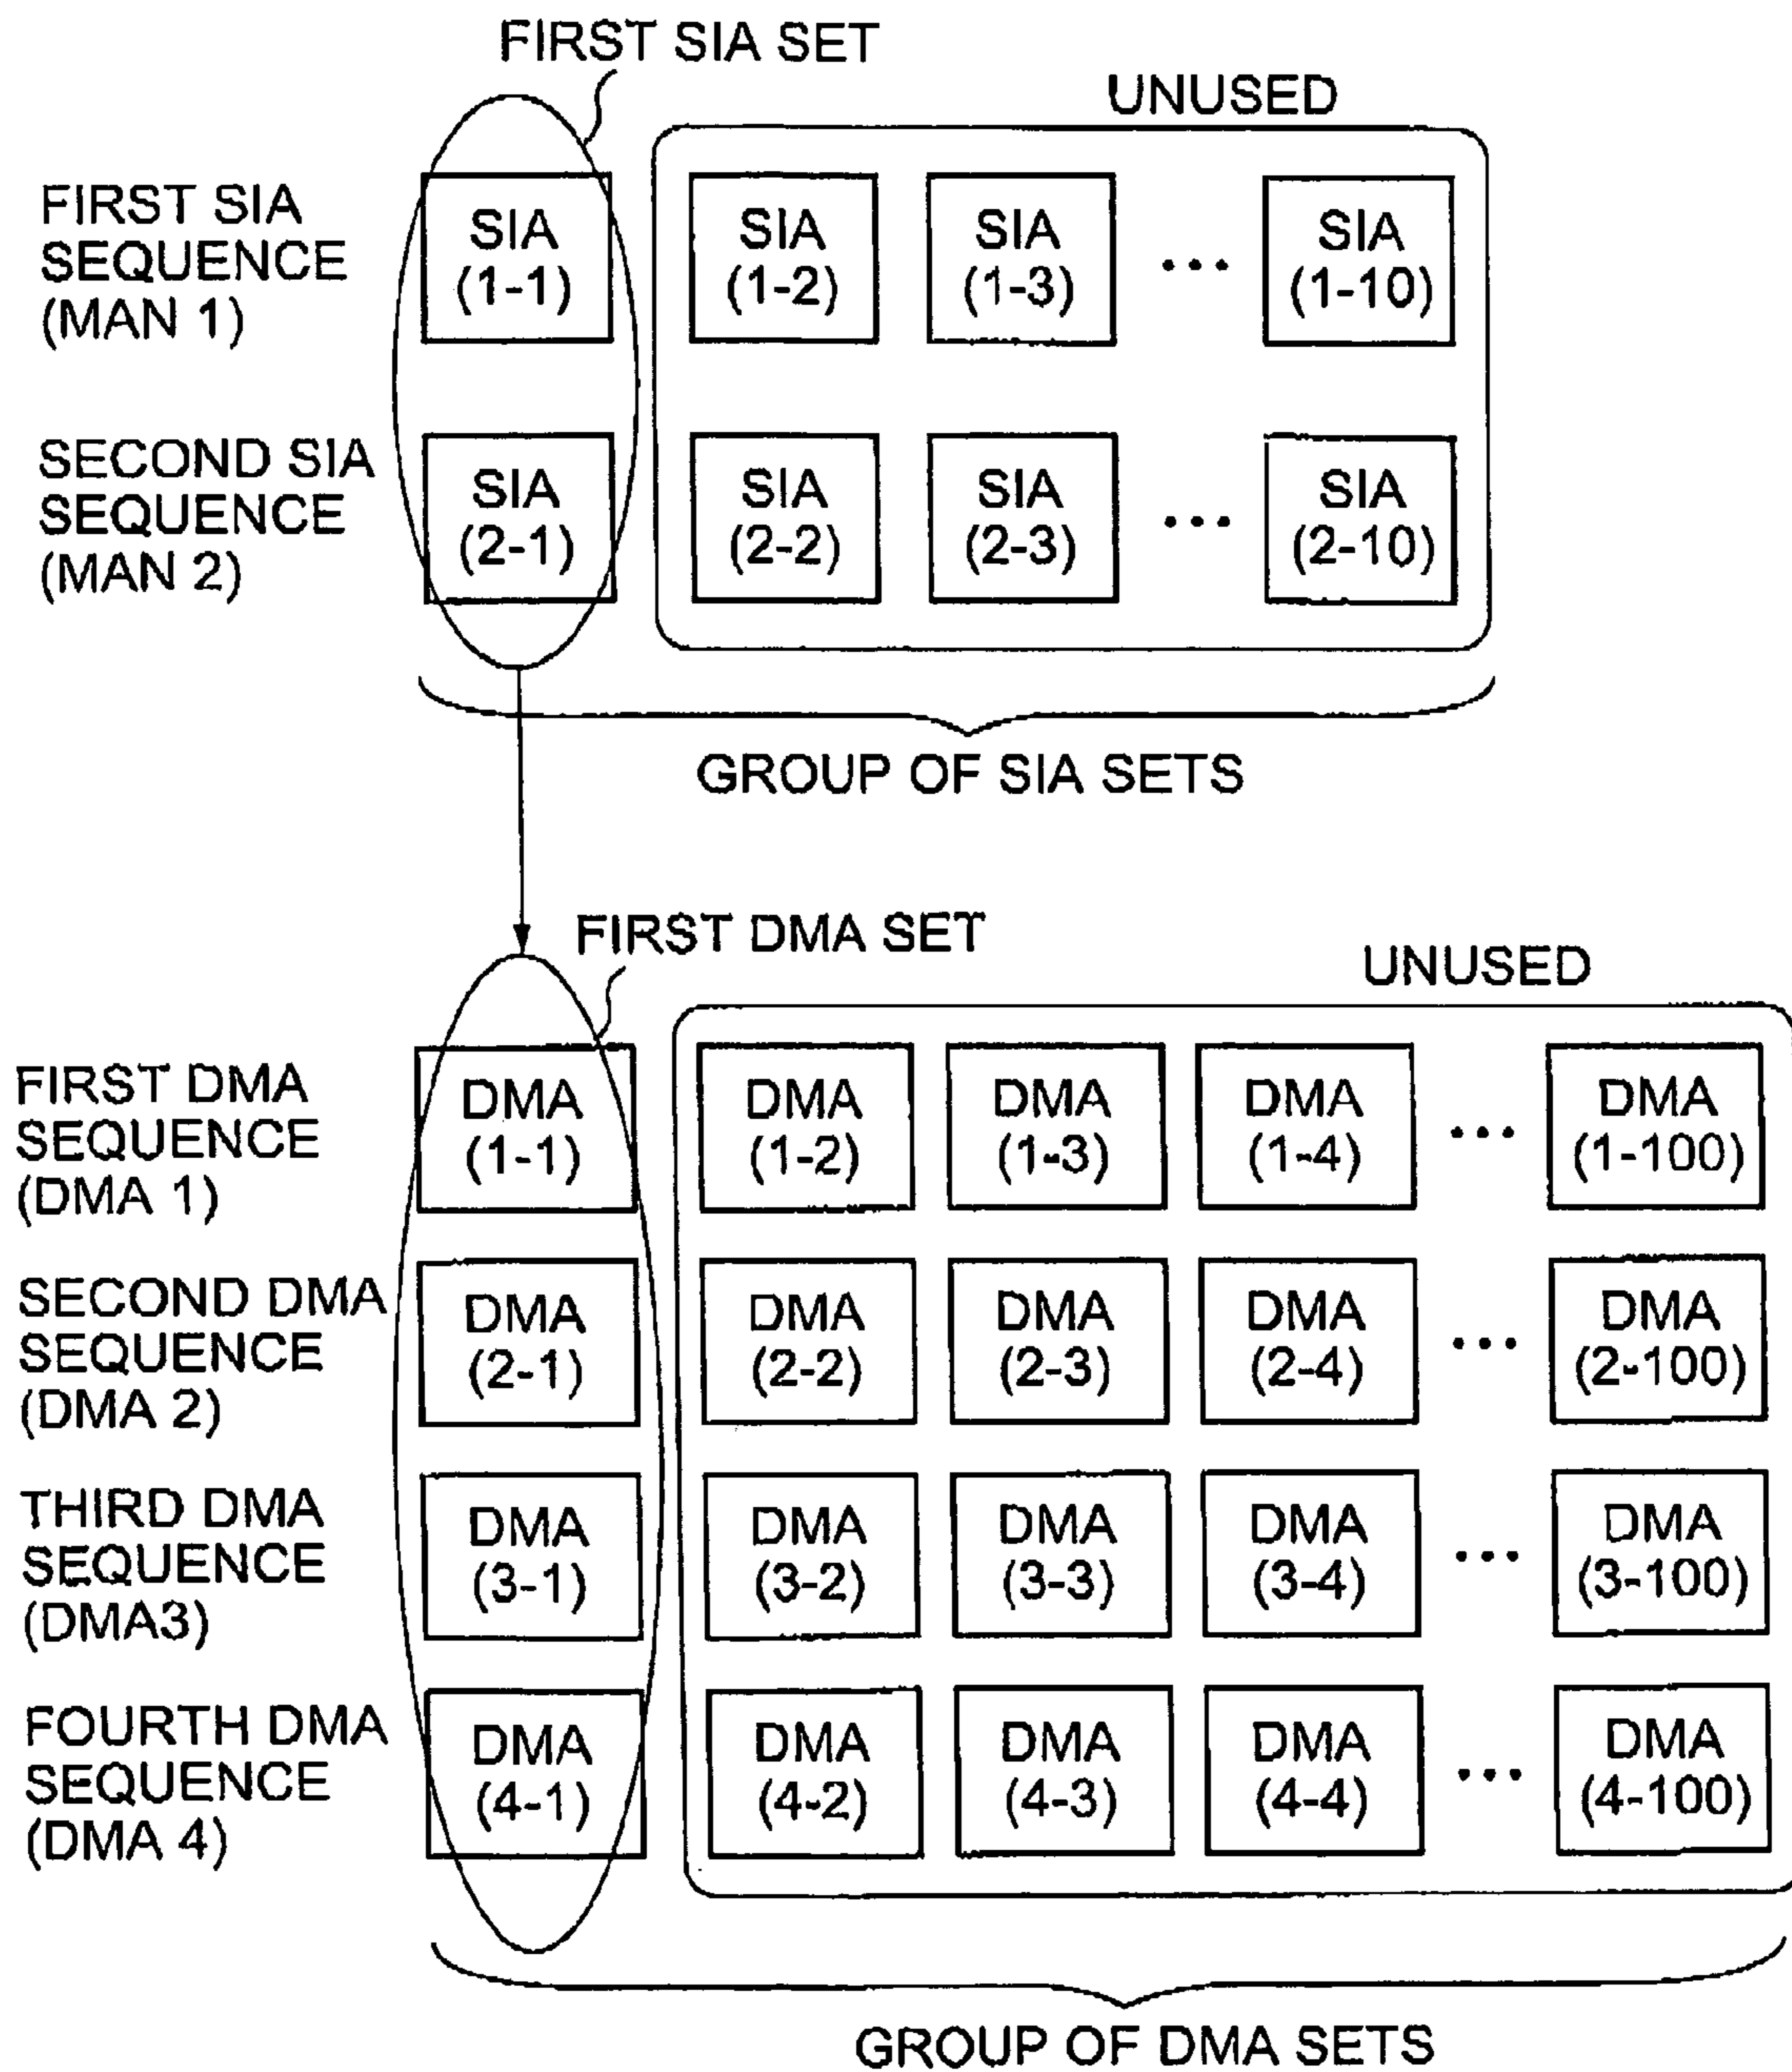 FIRST SIA SET
UNUSED
FIRST SIA
SEQUENCE
(MAN 1)
SIA
(1-1)
SIA
(1-2)
SIA
(1-3)
...
SIA
(1-10)
SECOND SIA
SEQUENCE
(MAN 2)
SIA
(2-1)
SIA
(2-2)
SIA
(2-3)
...
SIA
(2-10)
GROUP OF SIA SETS
FIRST DMA SET
UNUSED
FIRST DMA
SEQUENCE
(DMA 1)
DMA
(1-1)
DMA
(1-2)
DMA
(1-3)
DMA
(1-4)
...
DMA
(1-100)
SECOND DMA
SEQUENCE
(DMA 2)
DMA
(2-1)
DMA
(2-2)
DMA
(2-3)
DMA
(2-4)
...
DMA
(2-100)
THIRD DMA
SEQUENCE
(DMA3)
DMA
(3-1)
DMA
(3-2)
DMA
(3-3)
DMA
(3-4)
...
DMA
(3-100)
FOURTH DMA
SEQUENCE
(DMA 4)
DMA
(4-1)
DMA
(4-2)
DMA
(4-3)
DMA
(4-4)
...
DMA
(4-100)
GROUP OF DMA SETS